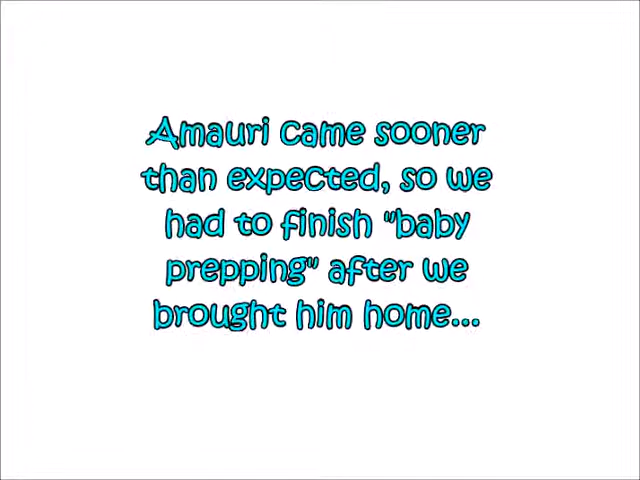 Amauri came sooner
than expected, so we
had to finish "baby
prepping" after we
brought him home...